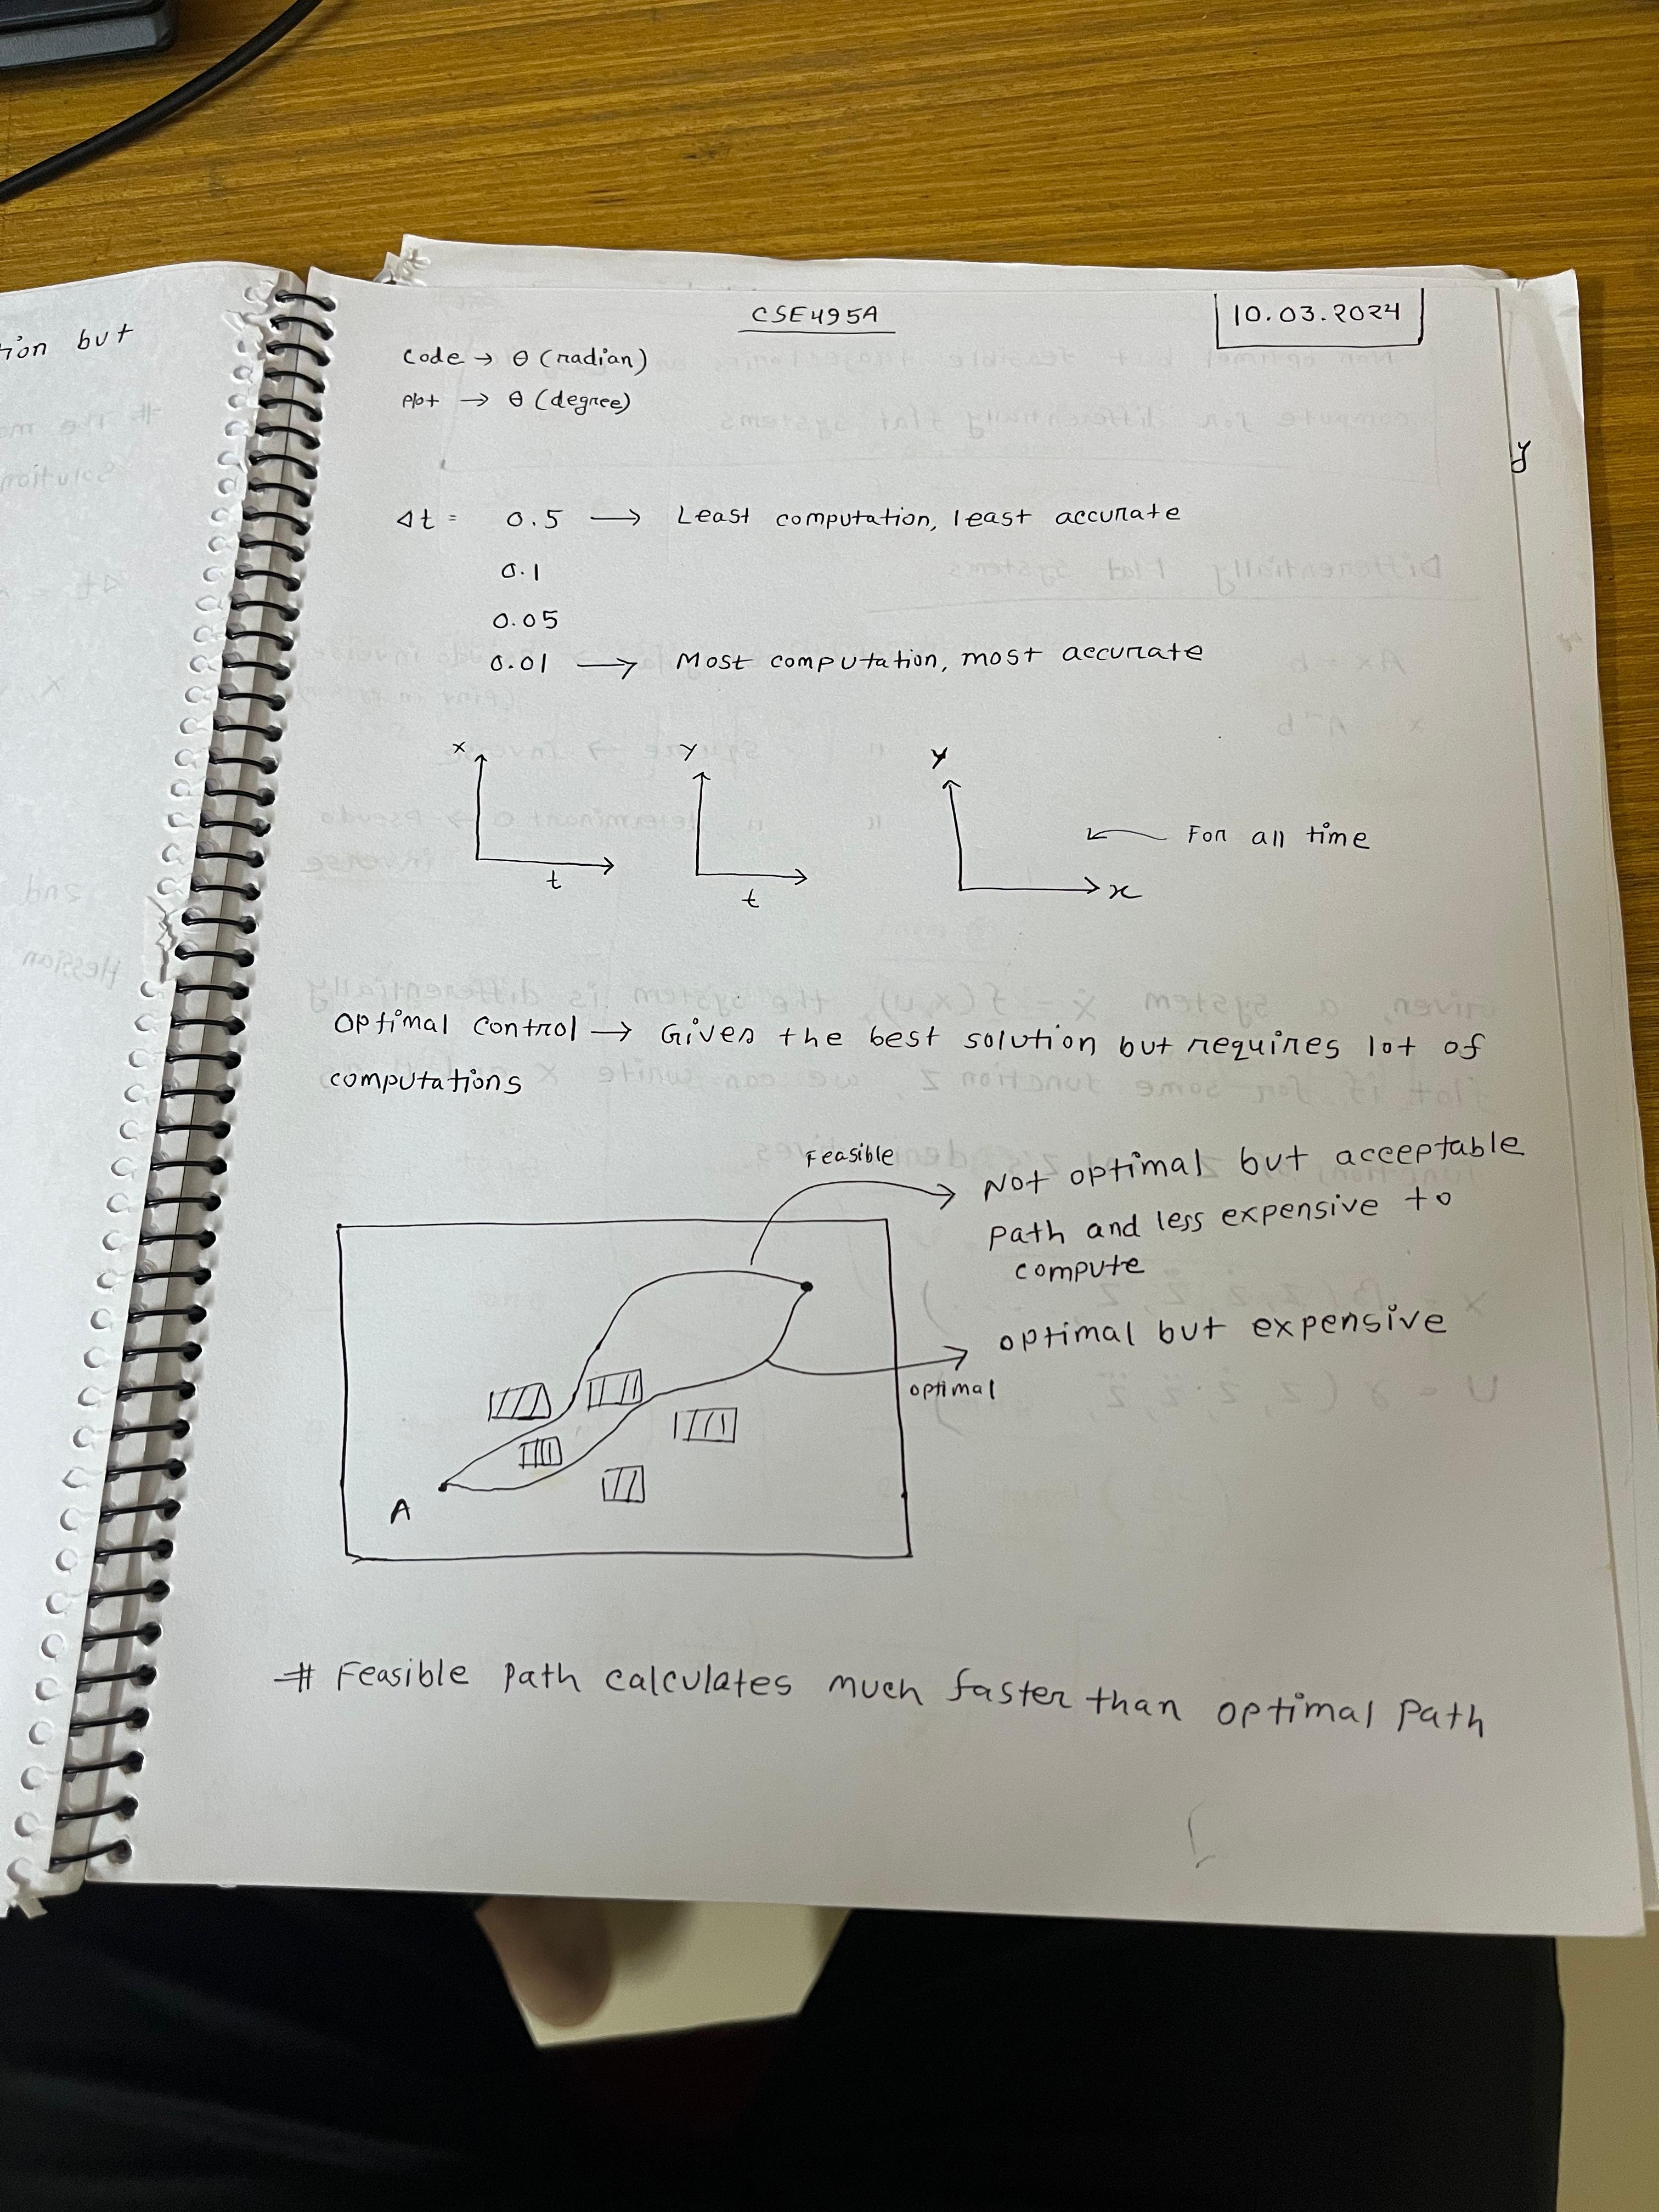 CSE495A
10.03.2024
Code → θ (radian)
Plot → θ (degree)
Δt = 0.5 → Least computation, least accurate
0.1
0.05
0.01 → Most computation, most accurate
x
t
y
t
y
x
For all time
Optimal control → Gives the best solution but requires lot of
computations
Feasible
Not optimal but acceptable
path and less expensive to
compute
optimal but expensive
optimal
A
# Feasible path calculates much faster than optimal path
but
y